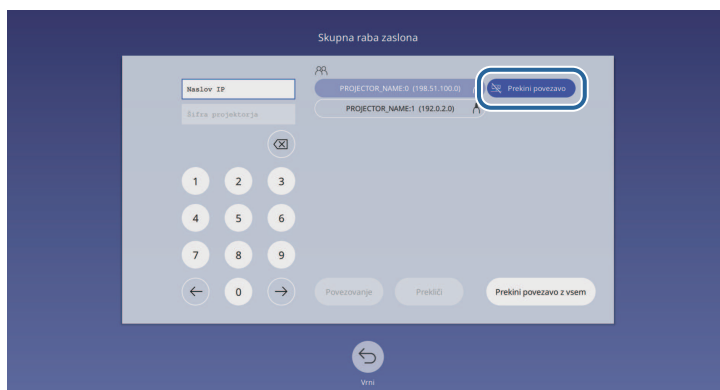 Skupna raba zaslona
Naslov IP
Šifra projektorja
PROJECTOR_NAME:0 (198.51.100.0)
Prekini povezavo
PROJECTOR_NAME:1 (192.0.2.0)
1 2 3
4 5 6
7 8 9
0
Povezovanje
Prekliči
Prekini povezavo z vsem
Vrni